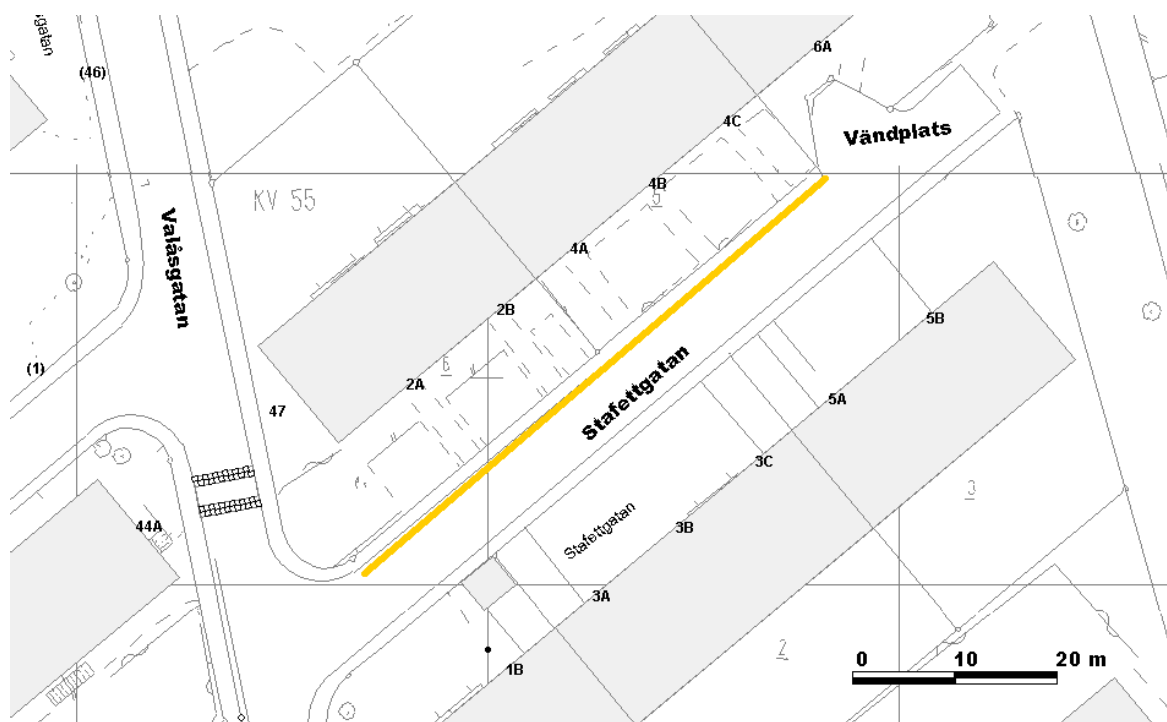 sgatan
(46)
6A
4C
Vändplats
4B
5
KV 55
Valåsgatan
4A
2B
5B
(1)
6
2A
Stafettgatan
5A
47
3C
44A
Stafettgatan
3B
3
3A
2
1B
0 10 20 m